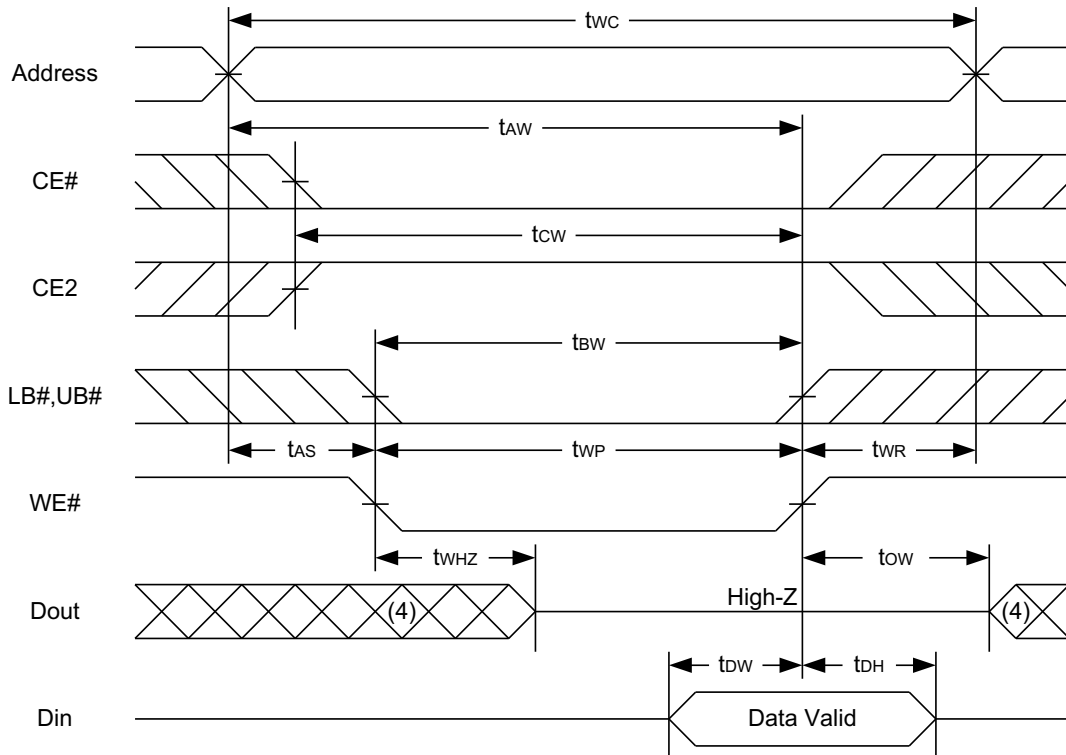 tWC
Address
tAW
CE#
tCW
CE2
tBW
LB#,UB#
tAS tWP tWR
WE#
tWHZ tOW
Dout (4) High-Z (4)
tDW tDH
Din Data Valid